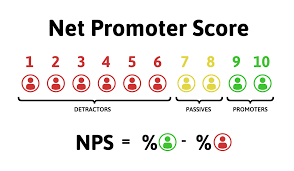 Net Promoter Score
1 2 3 4 5 6 7 8 9 10
DETRACTORS PASSIVES PROMOTERS
NPS = % - %